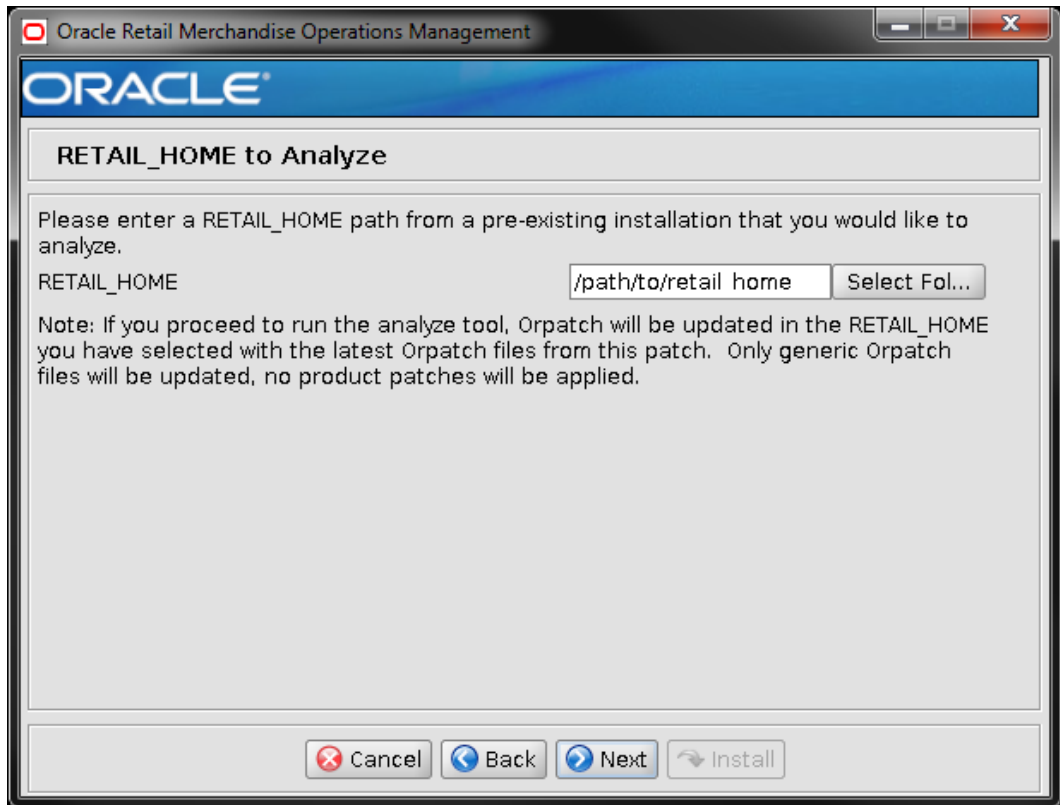 Oracle Retail Merchandise Operations Management
ORACLE
RETAIL_HOME to Analyze
Please enter a RETAIL_HOME path from a pre-existing installation that you would like to
analyze.
RETAIL_HOME /path/to/retail home Select Fol...
Note: If you proceed to run the analyze tool, Orpatch will be updated in the RETAIL_HOME
you have selected with the latest Orpatch files from this patch.  Only generic Orpatch
files will be updated, no product patches will be applied.
Cancel Back Next Install